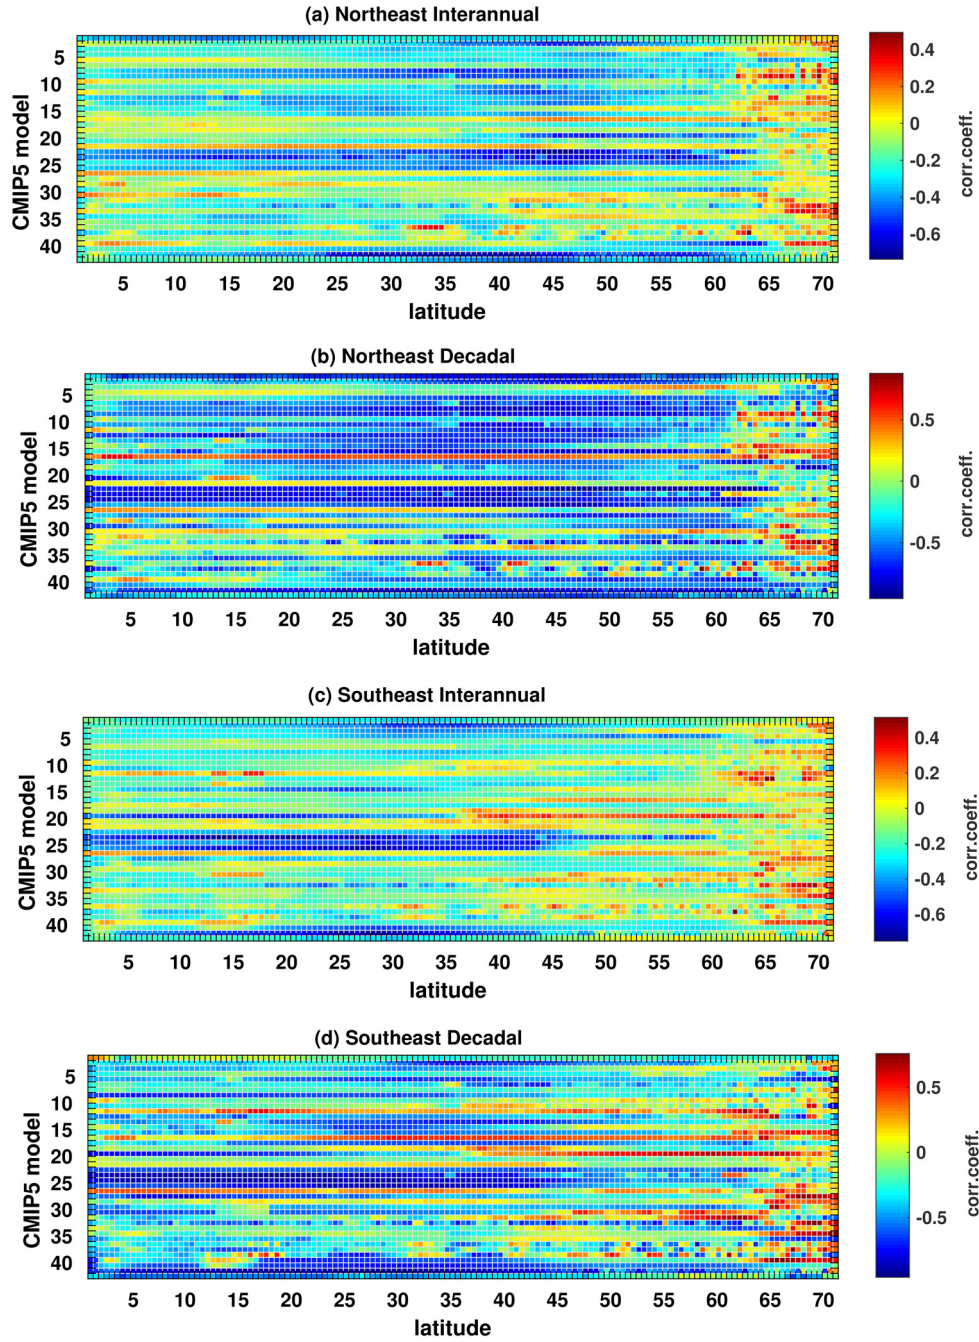 (a) Northeast Interannual
CMIP5 model
5
10
15
20
25
30
35
40
5 10 15 20 25 30 35 40 45 50 55 60 65 70
latitude
0.4
0.2
0
-0.2
-0.4
-0.6
corr.coeff.
(b) Northeast Decadal
CMIP5 model
5
10
15
20
25
30
35
40
5 10 15 20 25 30 35 40 45 50 55 60 65 70
latitude
0.5
0
-0.5
corr.coeff.
(c) Southeast Interannual
CMIP5 model
5
10
15
20
25
30
35
40
5 10 15 20 25 30 35 40 45 50 55 60 65 70
latitude
0.4
0.2
0
-0.2
-0.4
-0.6
corr.coeff.
(d) Southeast Decadal
CMIP5 model
5
10
15
20
25
30
35
40
5 10 15 20 25 30 35 40 45 50 55 60 65 70
latitude
0.5
0
-0.5
corr.coeff.